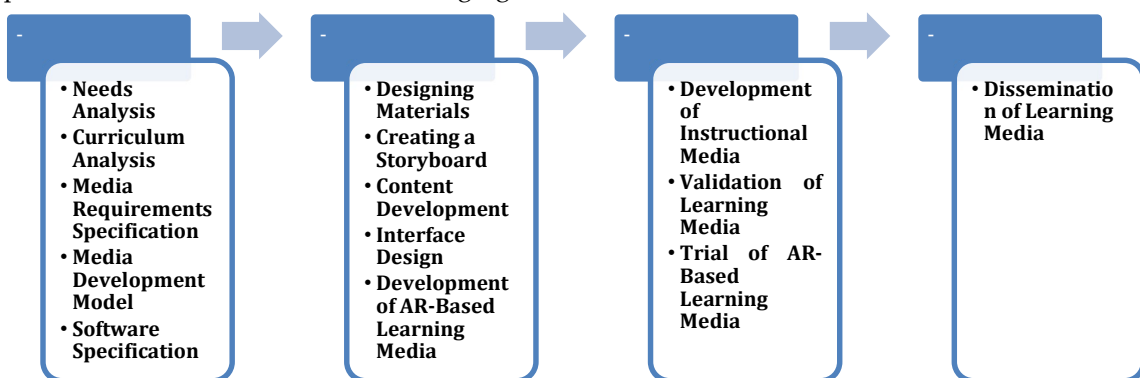 -
• Needs
Analysis
• Curriculum
Analysis
• Media
Requirements
Specification
• Media
Development
Model
• Software
Specification
-
• Designing
Materials
• Creating a
Storyboard
• Content
Development
• Interface
Design
• Development
of AR-Based
Learning
Media
-
• Development
of
Instructional
Media
• Validation of
Learning
Media
• Trial of AR-
Based
Learning
Media
-
• Disseminatio
n of Learning
Media